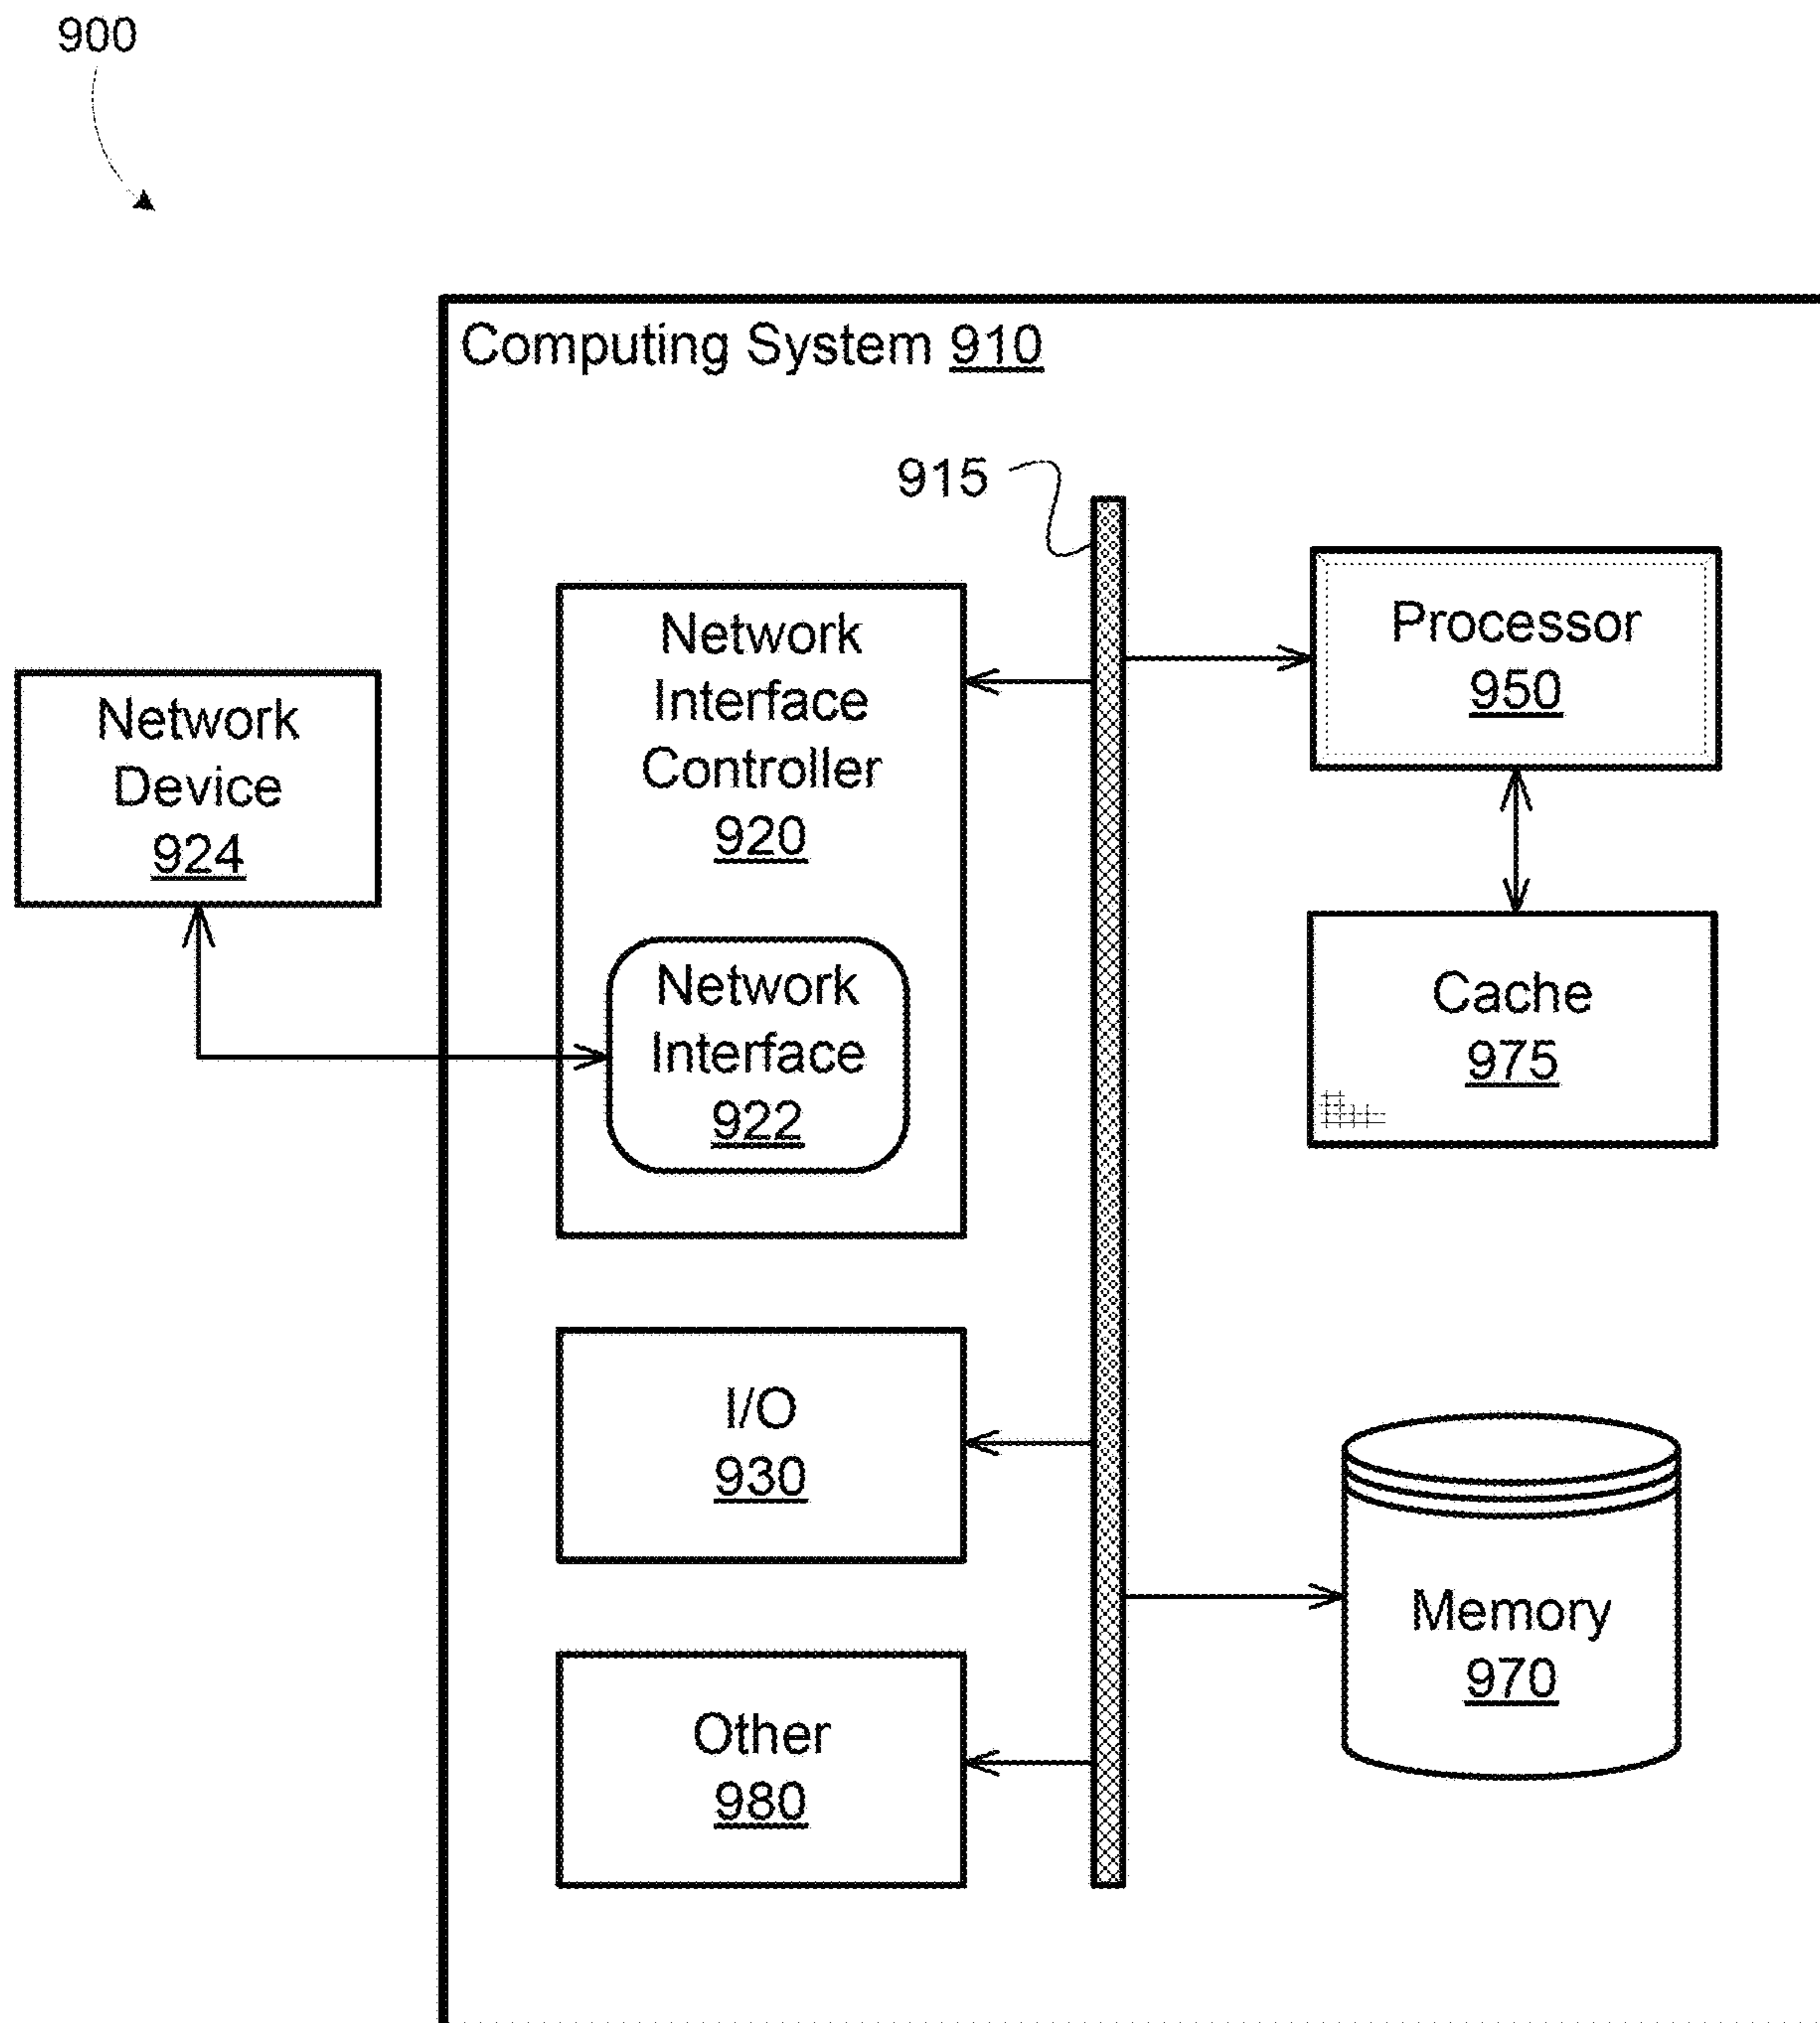 900
Computing System 910
915
Network
Interface
Controller
920
Processor
950
Network
Device
924
Network
Interface
922
Cache
975
I/O
930
Memory
970
Other
980